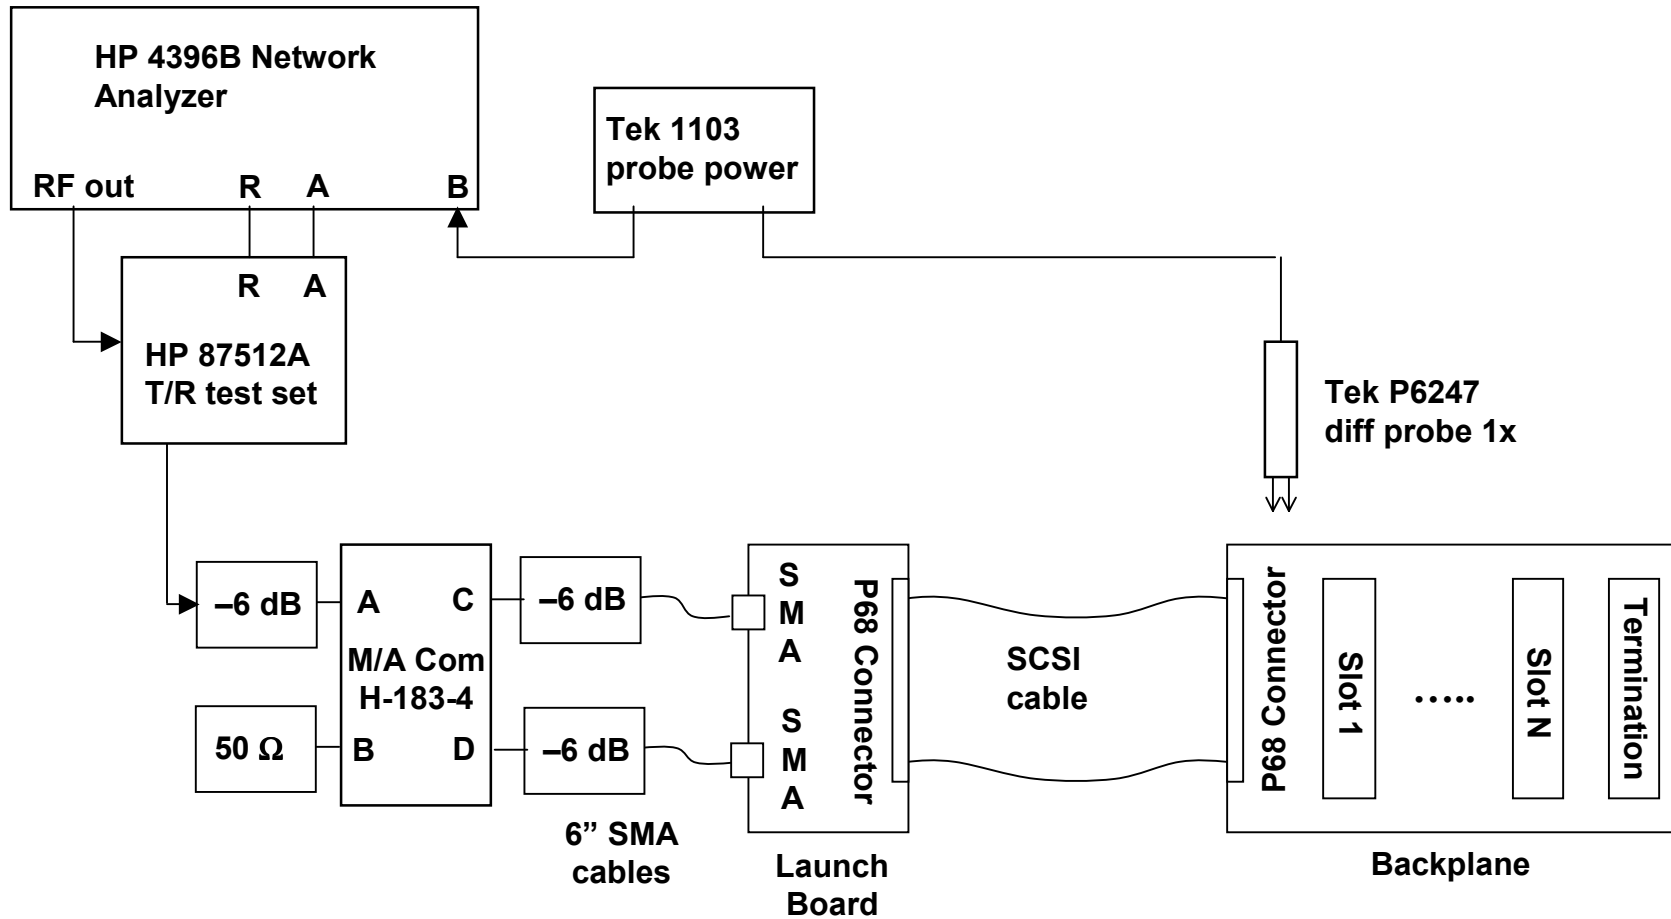 HP 4396B Network
Analyzer
RF out
R
A
B
Tek 1103
probe power
R
A
HP 87512A
T/R test set
Tek P6247
diff probe 1x
–6 dB
A
C
–6 dB
M/A Com
H-183-4
50 Ω
B
D
–6 dB
6” SMA
cables
S
M
A
S
M
A
P68 Connector
Launch
Board
SCSI
cable
P68 Connector
Slot 1
.....
Slot N
Termination
Backplane